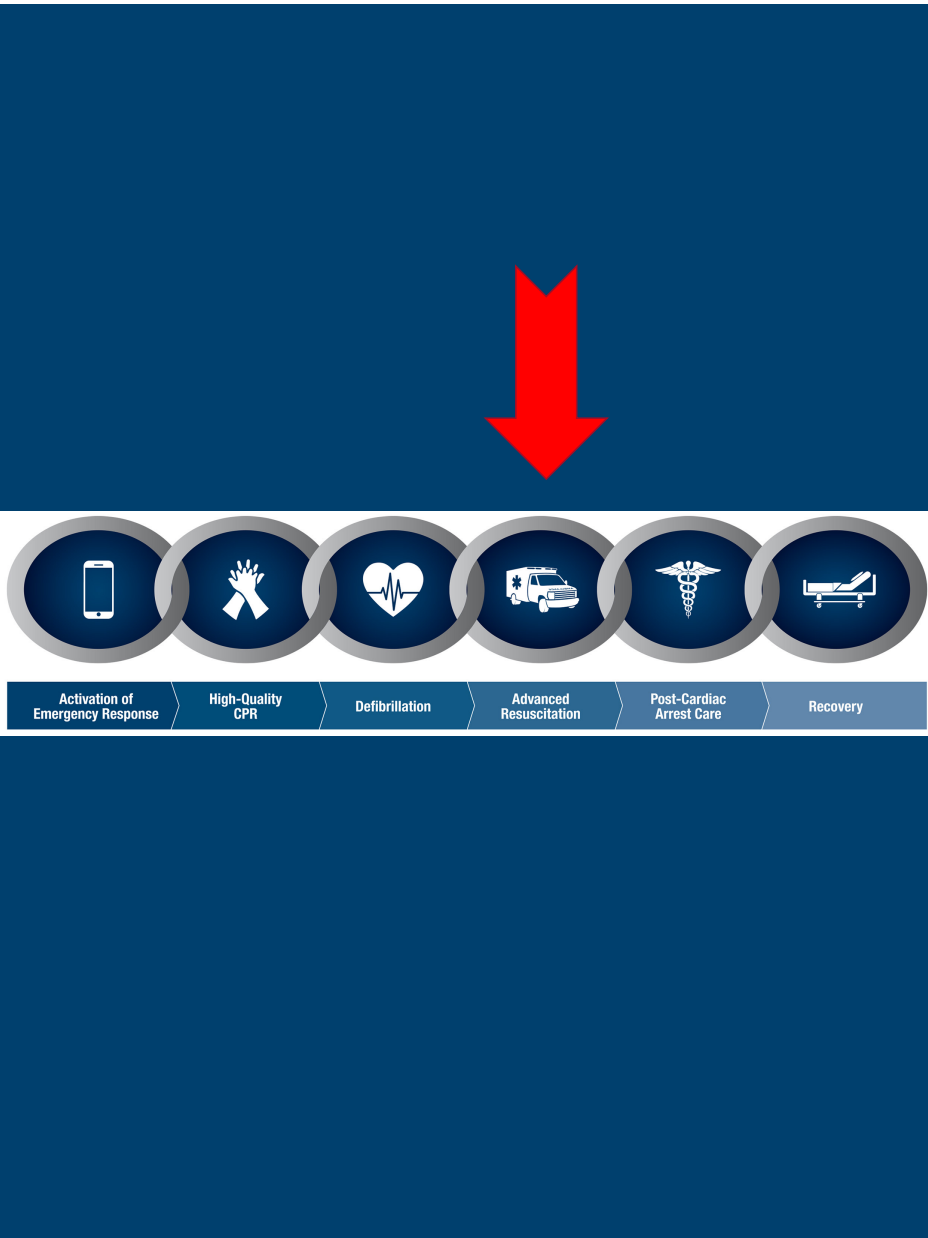 Activation of
Emergency Response
High-Quality
CPR
Defibrillation
Advanced
Resuscitation
Post-Cardiac
Arrest Care
Recovery